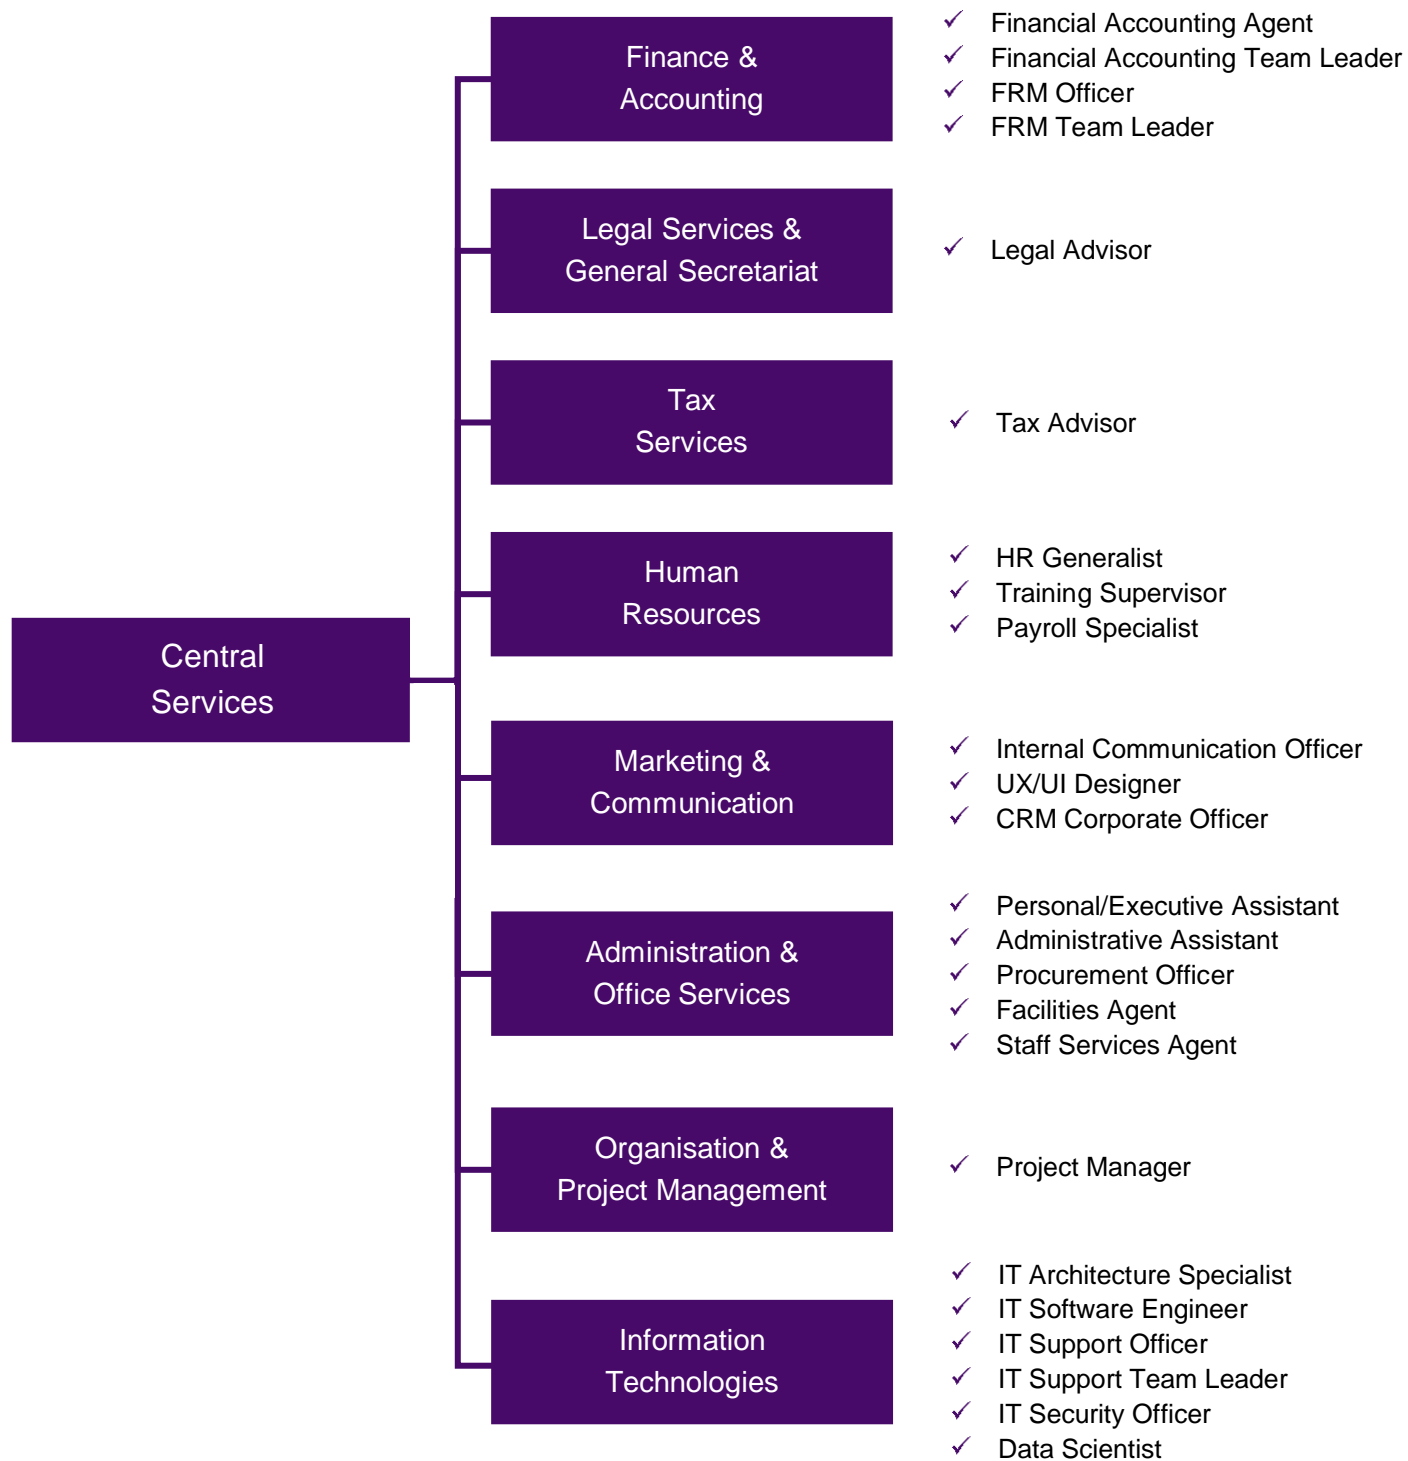 Finance &
Accounting
Financial Accounting Agent
Financial Accounting Team Leader
FRM Officer
FRM Team Leader
Legal Services &
General Secretariat
Legal Advisor
Tax
Services
Tax Advisor
Human
Resources
HR Generalist
Training Supervisor
Payroll Specialist
Central
Services
Marketing &
Communication
Internal Communication Officer
UX/UI Designer
CRM Corporate Officer
Administration &
Office Services
Personal/Executive Assistant
Administrative Assistant
Procurement Officer
Facilities Agent
Staff Services Agent
Organisation &
Project Management
Project Manager
Information
Technologies
IT Architecture Specialist
IT Software Engineer
IT Support Officer
IT Support Team Leader
IT Security Officer
Data Scientist